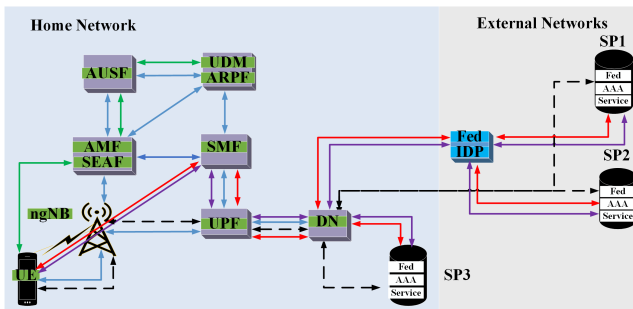 Home Network
External Networks
SP1
Fed
AAA
Service
AUSF
UDM
ARPF
AMF
SEAF
SMF
Fed
IDP
SP2
Fed
AAA
Service
ngNB
UPF
DN
UE
Fed
AAA
Service
SP3